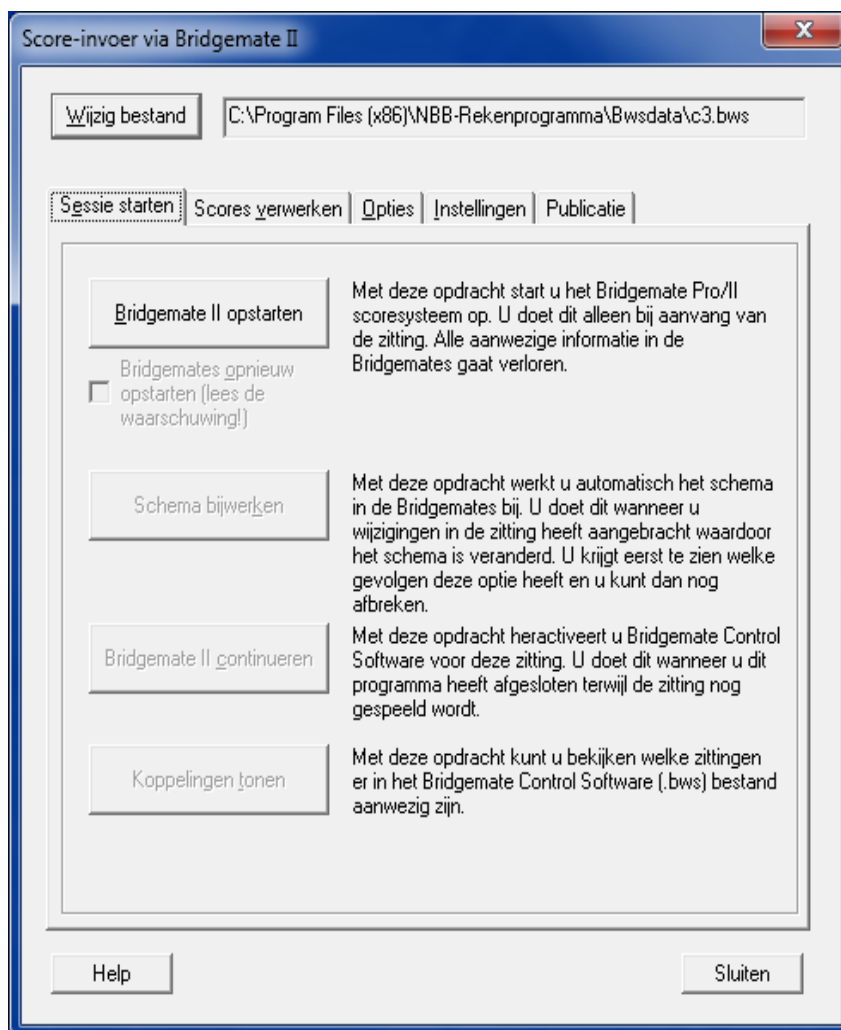 Score-invoer via Bridgemate II
Wijzig bestand
C:\Program Files (x86)\NBB-Rekenprogramma\Bwsdata\c3.bws
Sessie starten Scores verwerken Opties Instellingen Publicatie
Bridgemate II opstarten
Met deze opdracht start u het Bridgemate Pro/II
scoresysteem op. U doet dit alleen bij aanvang van
de zitting. Alle aanwezige informatie in de
Bridgemates gaat verloren.
Bridgemates opnieuw
opstarten (lees de
waarschuwing!)
Schema bijwerken
Met deze opdracht werkt u automatisch het schema
in de Bridgemates bij. U doet dit wanneer u
wijzigingen in de zitting heeft aangebracht waardoor
het schema is veranderd. U krijgt eerst te zien welke
gevolgen deze optie heeft en u kunt dan nog
afbreken.
Bridgemate II continueren
Met deze opdracht heractiveert u Bridgemate Control
Software voor deze zitting. U doet dit wanneer u dit
programma heeft afgesloten terwijl de zitting nog
gespeeld wordt.
Koppelingen tonen
Met deze opdracht kunt u bekijken welke zittingen
er in het Bridgemate Control Software (.bws) bestand
aanwezig zijn.
Help
Sluiten